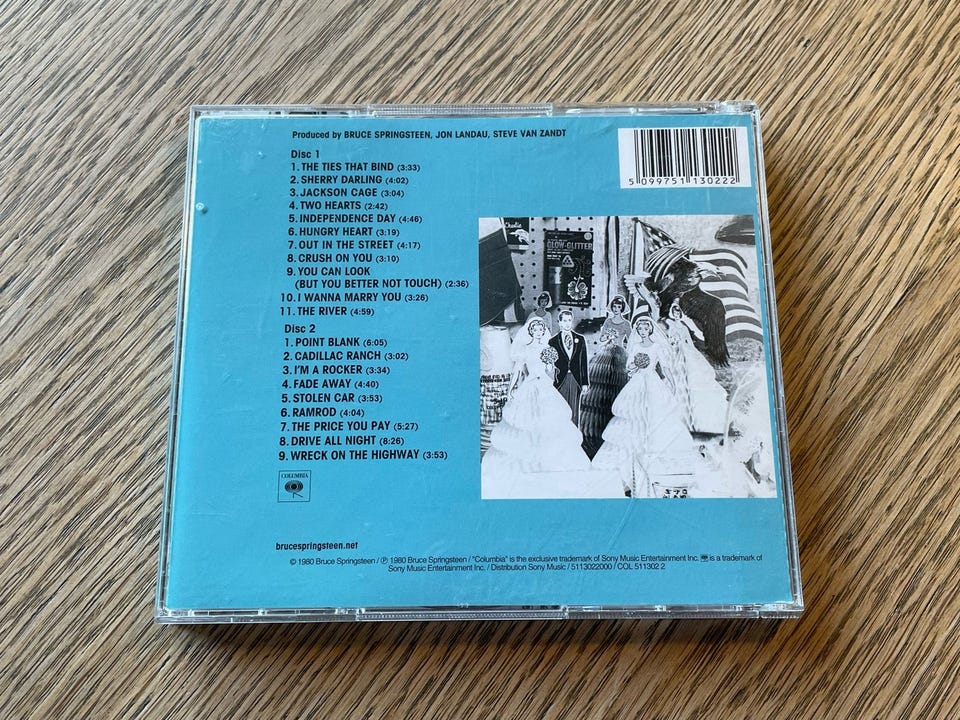 Produced by BRUCE SPRINGSTEEN, JON LANDAU, STEVE VAN ZANDT
Disc 1
1. THE TIES THAT BIND (3:33)
2. SHERRY DARLING (4:02)
3. JACKSON CAGE (3:04)
4. TWO HEARTS (2:42)
5. INDEPENDENCE DAY (4:46)
6. HUNGRY HEART (3:19)
7. OUT IN THE STREET (4:17)
8. CRUSH ON YOU (3:10)
9. YOU CAN LOOK
(BUT YOU BETTER NOT TOUCH) (2:36)
10. I WANNA MARRY YOU (3:26)
11. THE RIVER (4:59)
Disc 2
1. POINT BLANK (6:05)
2. CADILLAC RANCH (3:02)
3. I'M A ROCKER (3:34)
4. FADE AWAY (4:40)
5. STOLEN CAR (3:53)
6. RAMROD (4:04)
7. THE PRICE YOU PAY (5:27)
8. DRIVE ALL NIGHT (8:26)
9. WRECK ON THE HIGHWAY (3:53)
COLUMBIA
5 099751 130222
Charlie
GLOW-GLITTER
brucespringsteen.net
© 1980 Bruce Springsteen / ℗ 1980 Bruce Springsteen / "Columbia" is the exclusive trademark of Sony Music Entertainment Inc. is a trademark of
Sony Music Entertainment Inc. / Distribution Sony Music / 5113022000 / COL 511302 2